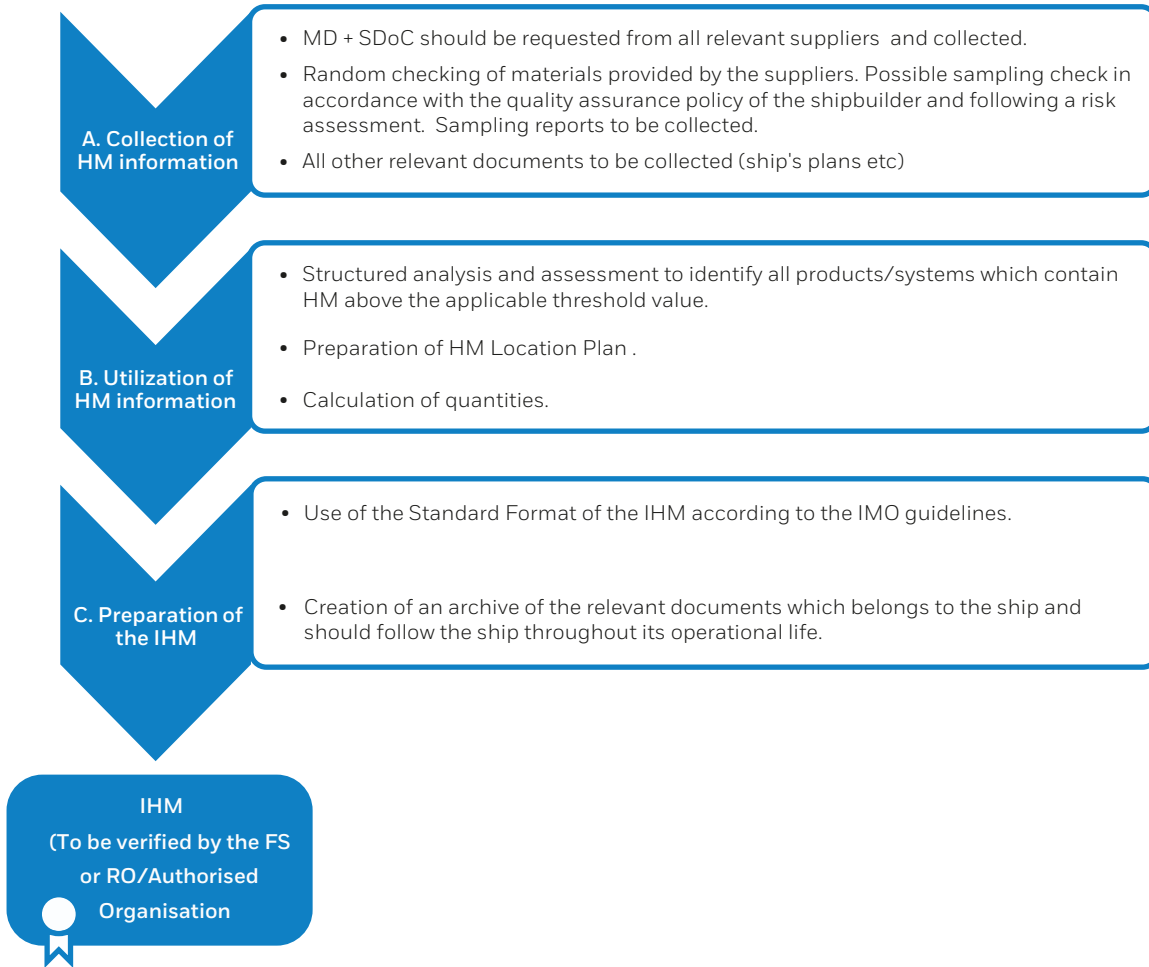 A. Collection of
HM information
• MD + SDoC should be requested from all relevant suppliers and collected.
• Random checking of materials provided by the suppliers. Possible sampling check in
accordance with the quality assurance policy of the shipbuilder and following a risk
assessment. Sampling reports to be collected.
• All other relevant documents to be collected (ship's plans etc)
B. Utilization of
HM information
• Structured analysis and assessment to identify all products/systems which contain
HM above the applicable threshold value.
• Preparation of HM Location Plan .
• Calculation of quantities.
C. Preparation of
the IHM
• Use of the Standard Format of the IHM according to the IMO guidelines.
• Creation of an archive of the relevant documents which belongs to the ship and
should follow the ship throughout its operational life.
IHM
(To be verified by the FS
or RO/Authorised
Organisation